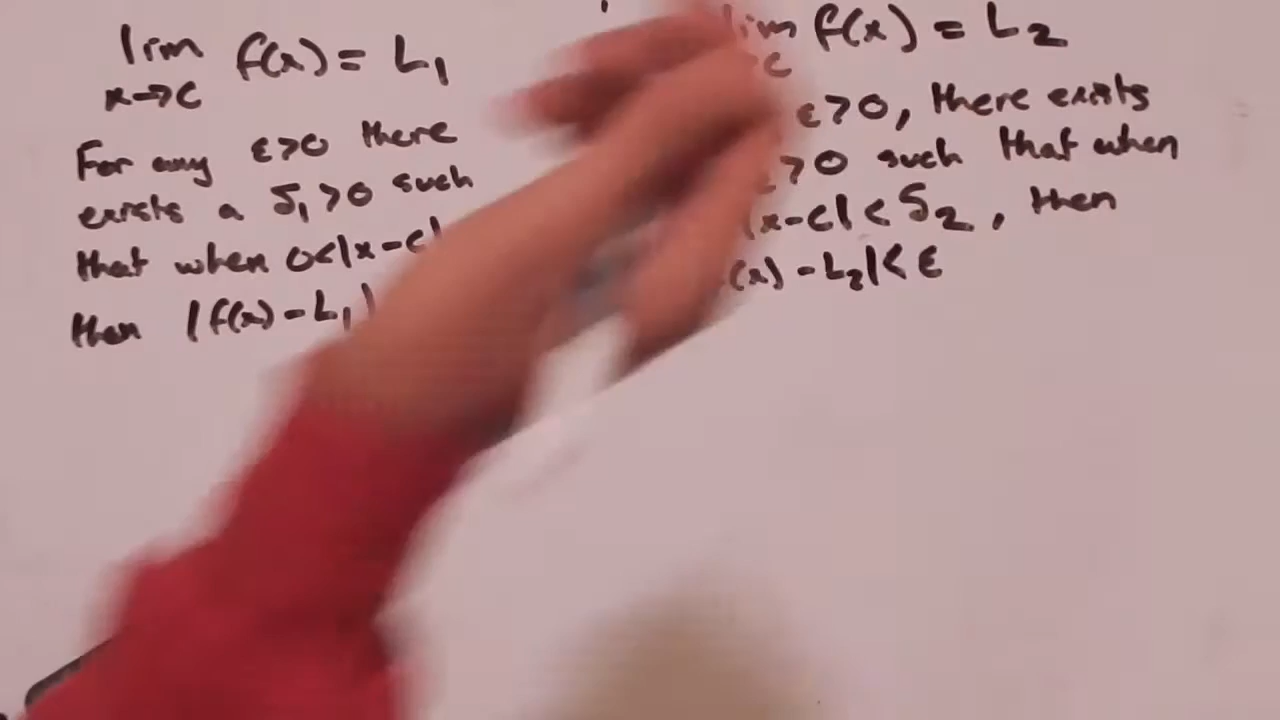 lim f(x) = L₁
x→c
For any ε>0 there
exists a δ₁>0 such
that when 0<|x-c|
then |f(x)-L₁|
lim f(x) = L₂
c
ε>0, there exists
>0 such that when
|x-c|<δ₂, then
(x)-L₂|<ε